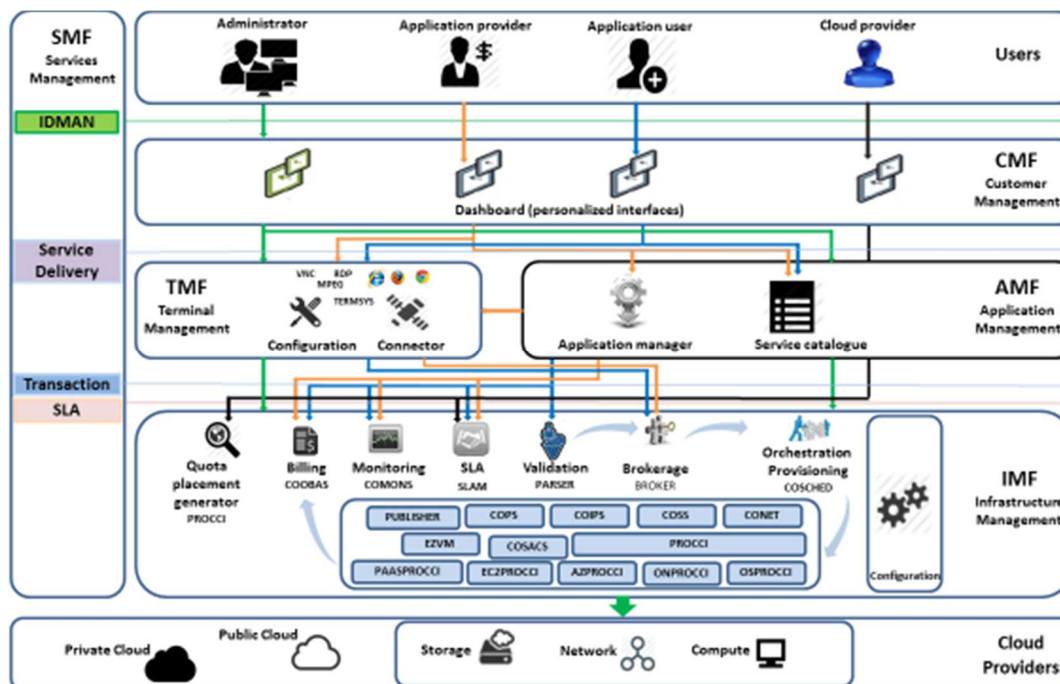 SMF
Services
Management
IDMAN
Service
Delivery
Transaction
SLA
Administrator
Application provider
Application user
Cloud provider
Users
CMF
Customer
Management
Dashboard (personalized interfaces)
TMF
Terminal
Management
VNC
RDP
MPEG
TERMSYS
Configuration
Connector
Application manager
Service catalogue
AMF
Application
Management
Quota
placement
generator
PROCCI
Billing
COOBAS
Monitoring
COMONS
SLA
SLAM
Validation
PARSER
Brokerage
BROKER
Orchestration
Provisioning
COSCHED
Configuration
IMF
Infrastructure
Management
PUBLISHER
COPS
COIPS
COSS
CONET
EZVM
COSACS
PROCCI
PAASPROCCI
EC2PROCCI
AZPROCCI
ONPROCCI
OSPROCCI
Private Cloud
Public Cloud
Storage
Network
Compute
Cloud
Providers